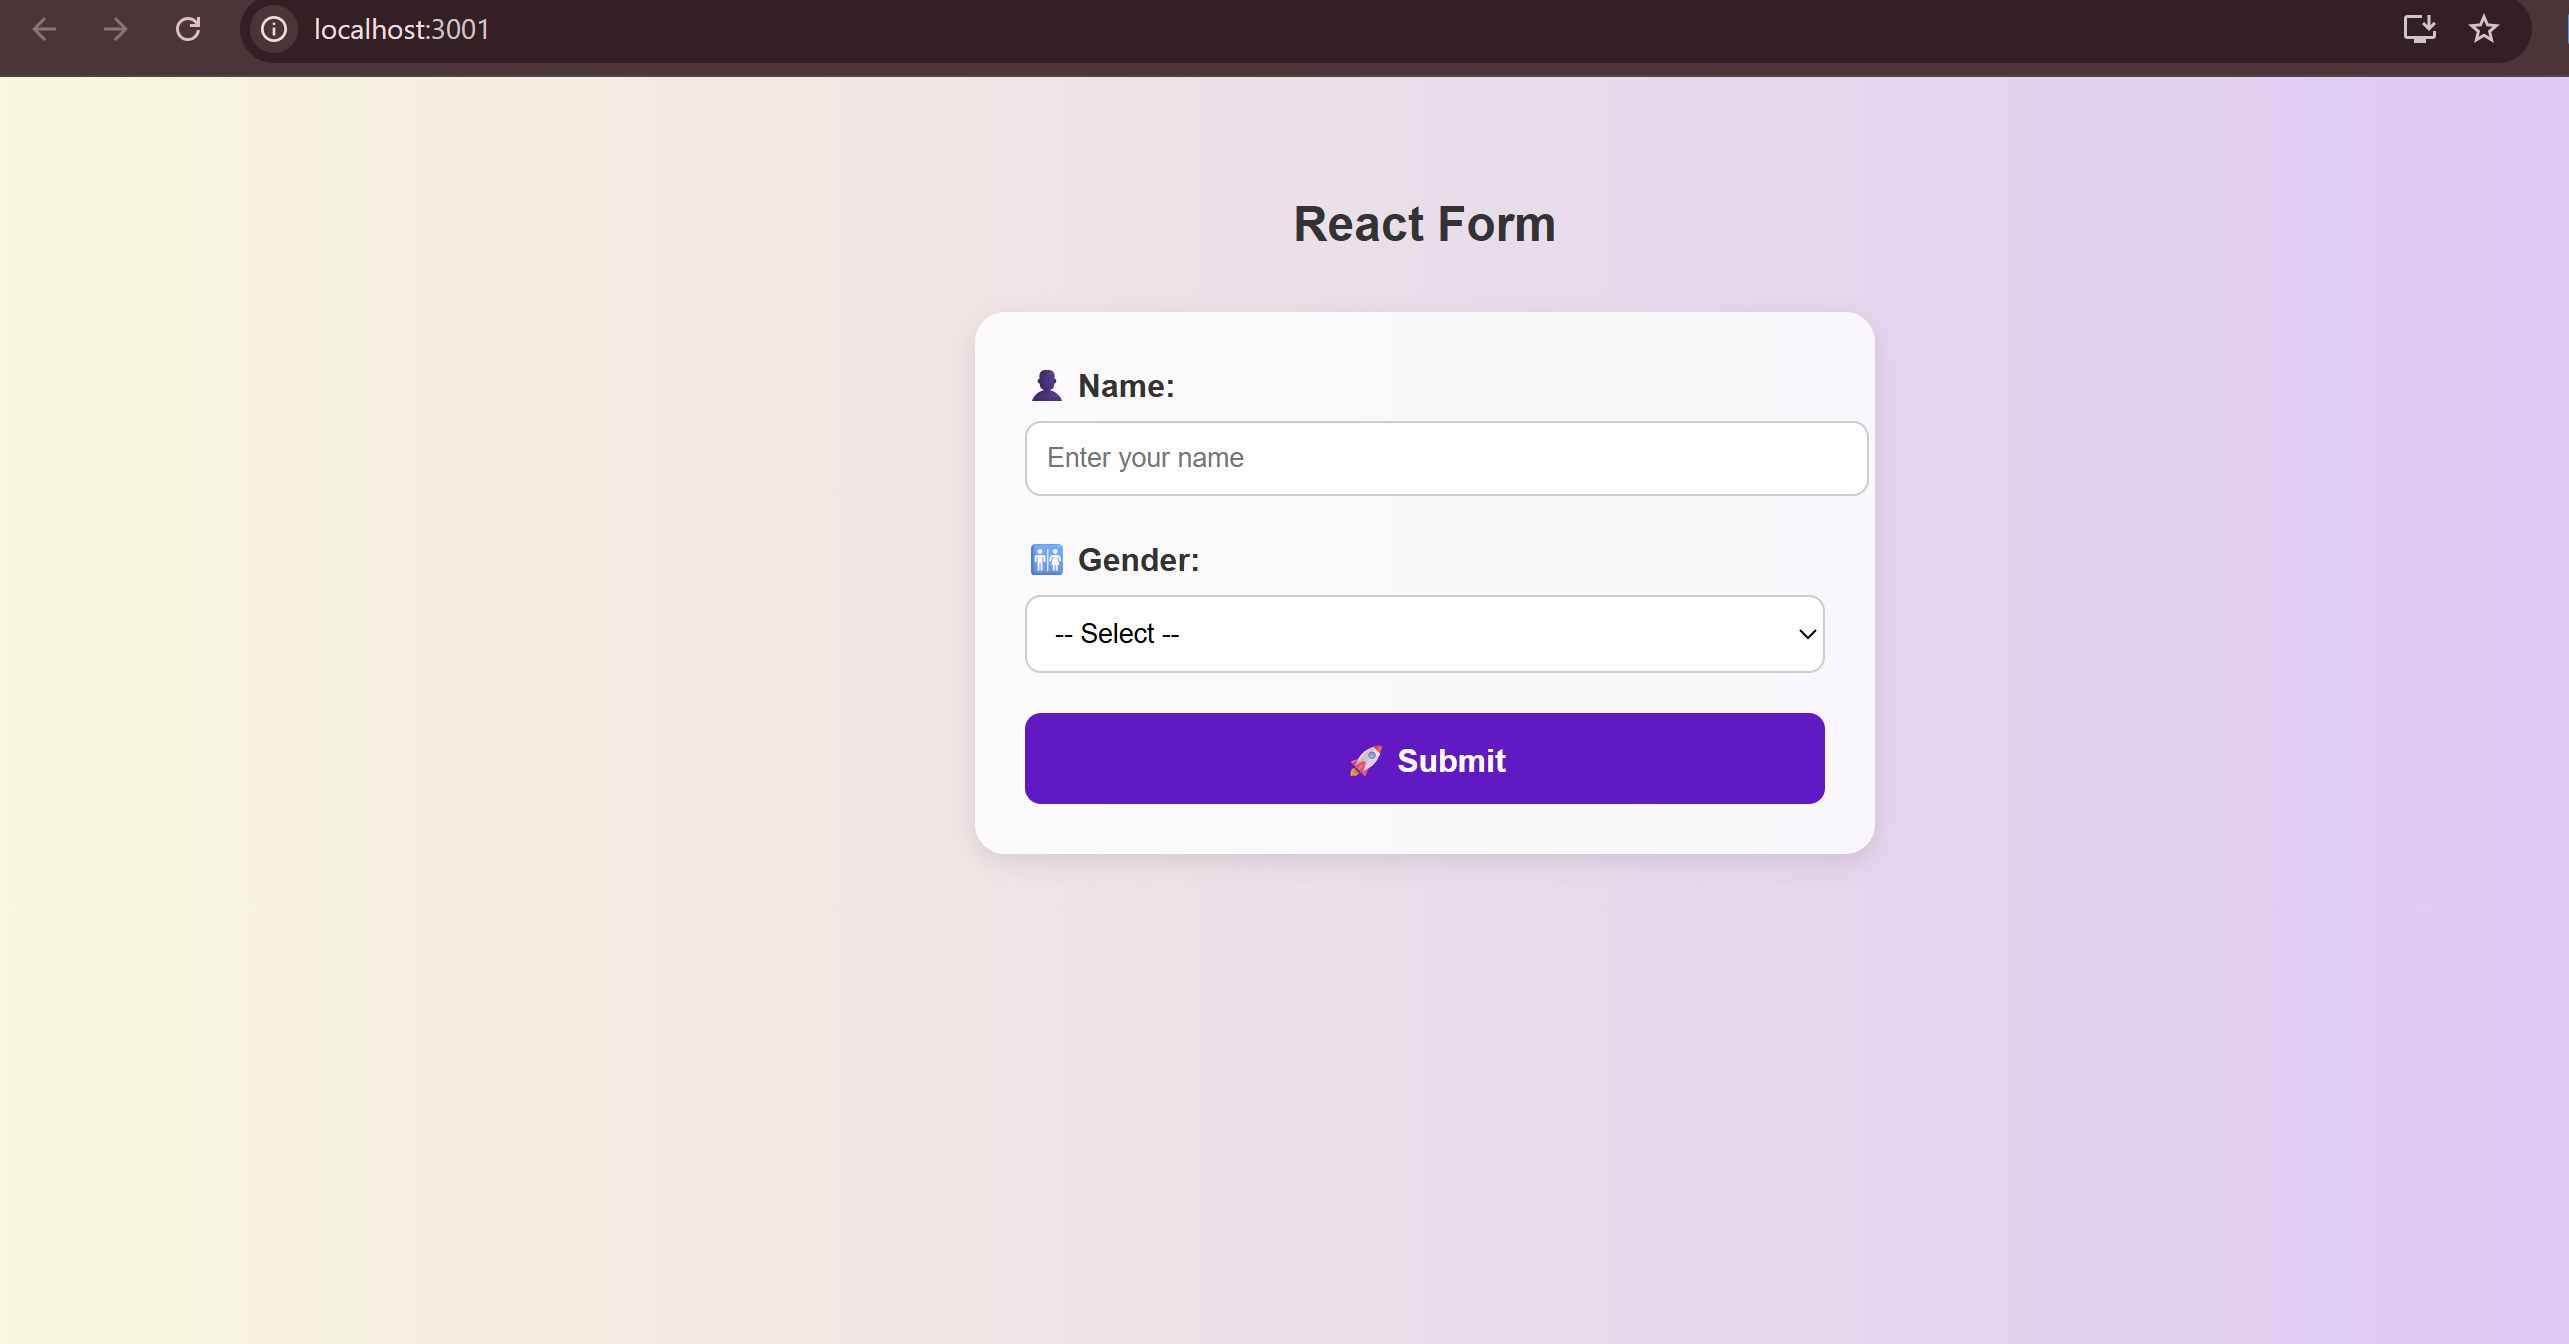 localhost:3001
React Form
👤 Name:
Enter your name
🚻 Gender:
-- Select --
🚀 Submit